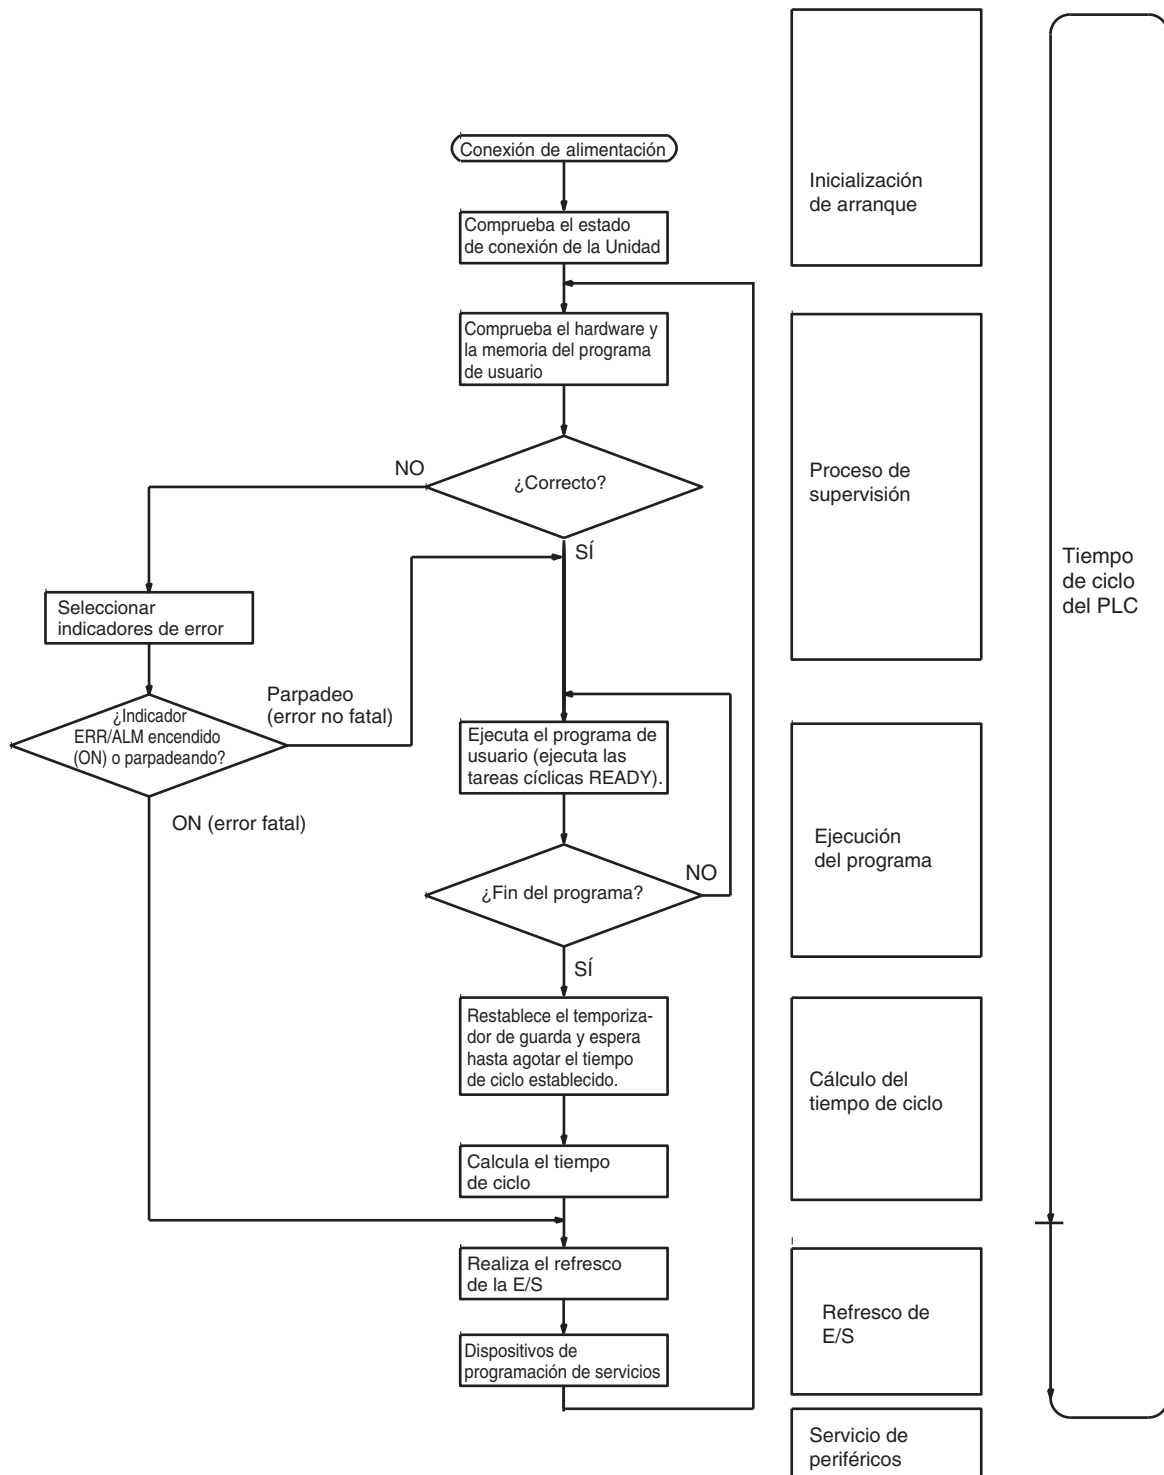 Conexión de alimentación
Comprueba el estado
de conexión de la Unidad
Inicialización
de arranque
Comprueba el hardware y
la memoria del programa
de usuario
NO
¿Correcto?
SÍ
Proceso de
supervisión
Tiempo
de ciclo
del PLC
Seleccionar
indicadores de error
¿Indicador
ERR/ALM encendido
(ON) o parpadeando?
Parpadeo
(error no fatal)
ON (error fatal)
Ejecuta el programa de
usuario (ejecuta las
tareas cíclicas READY).
¿Fin del programa?
NO
SÍ
Ejecución
del programa
Restablece el temporiza-
dor de guarda y espera
hasta agotar el tiempo
de ciclo establecido.
Cálculo del
tiempo de ciclo
Calcula el tiempo
de ciclo
Realiza el refresco
de la E/S
Refresco de
E/S
Dispositivos de
programación de servicios
Servicio de
periféricos